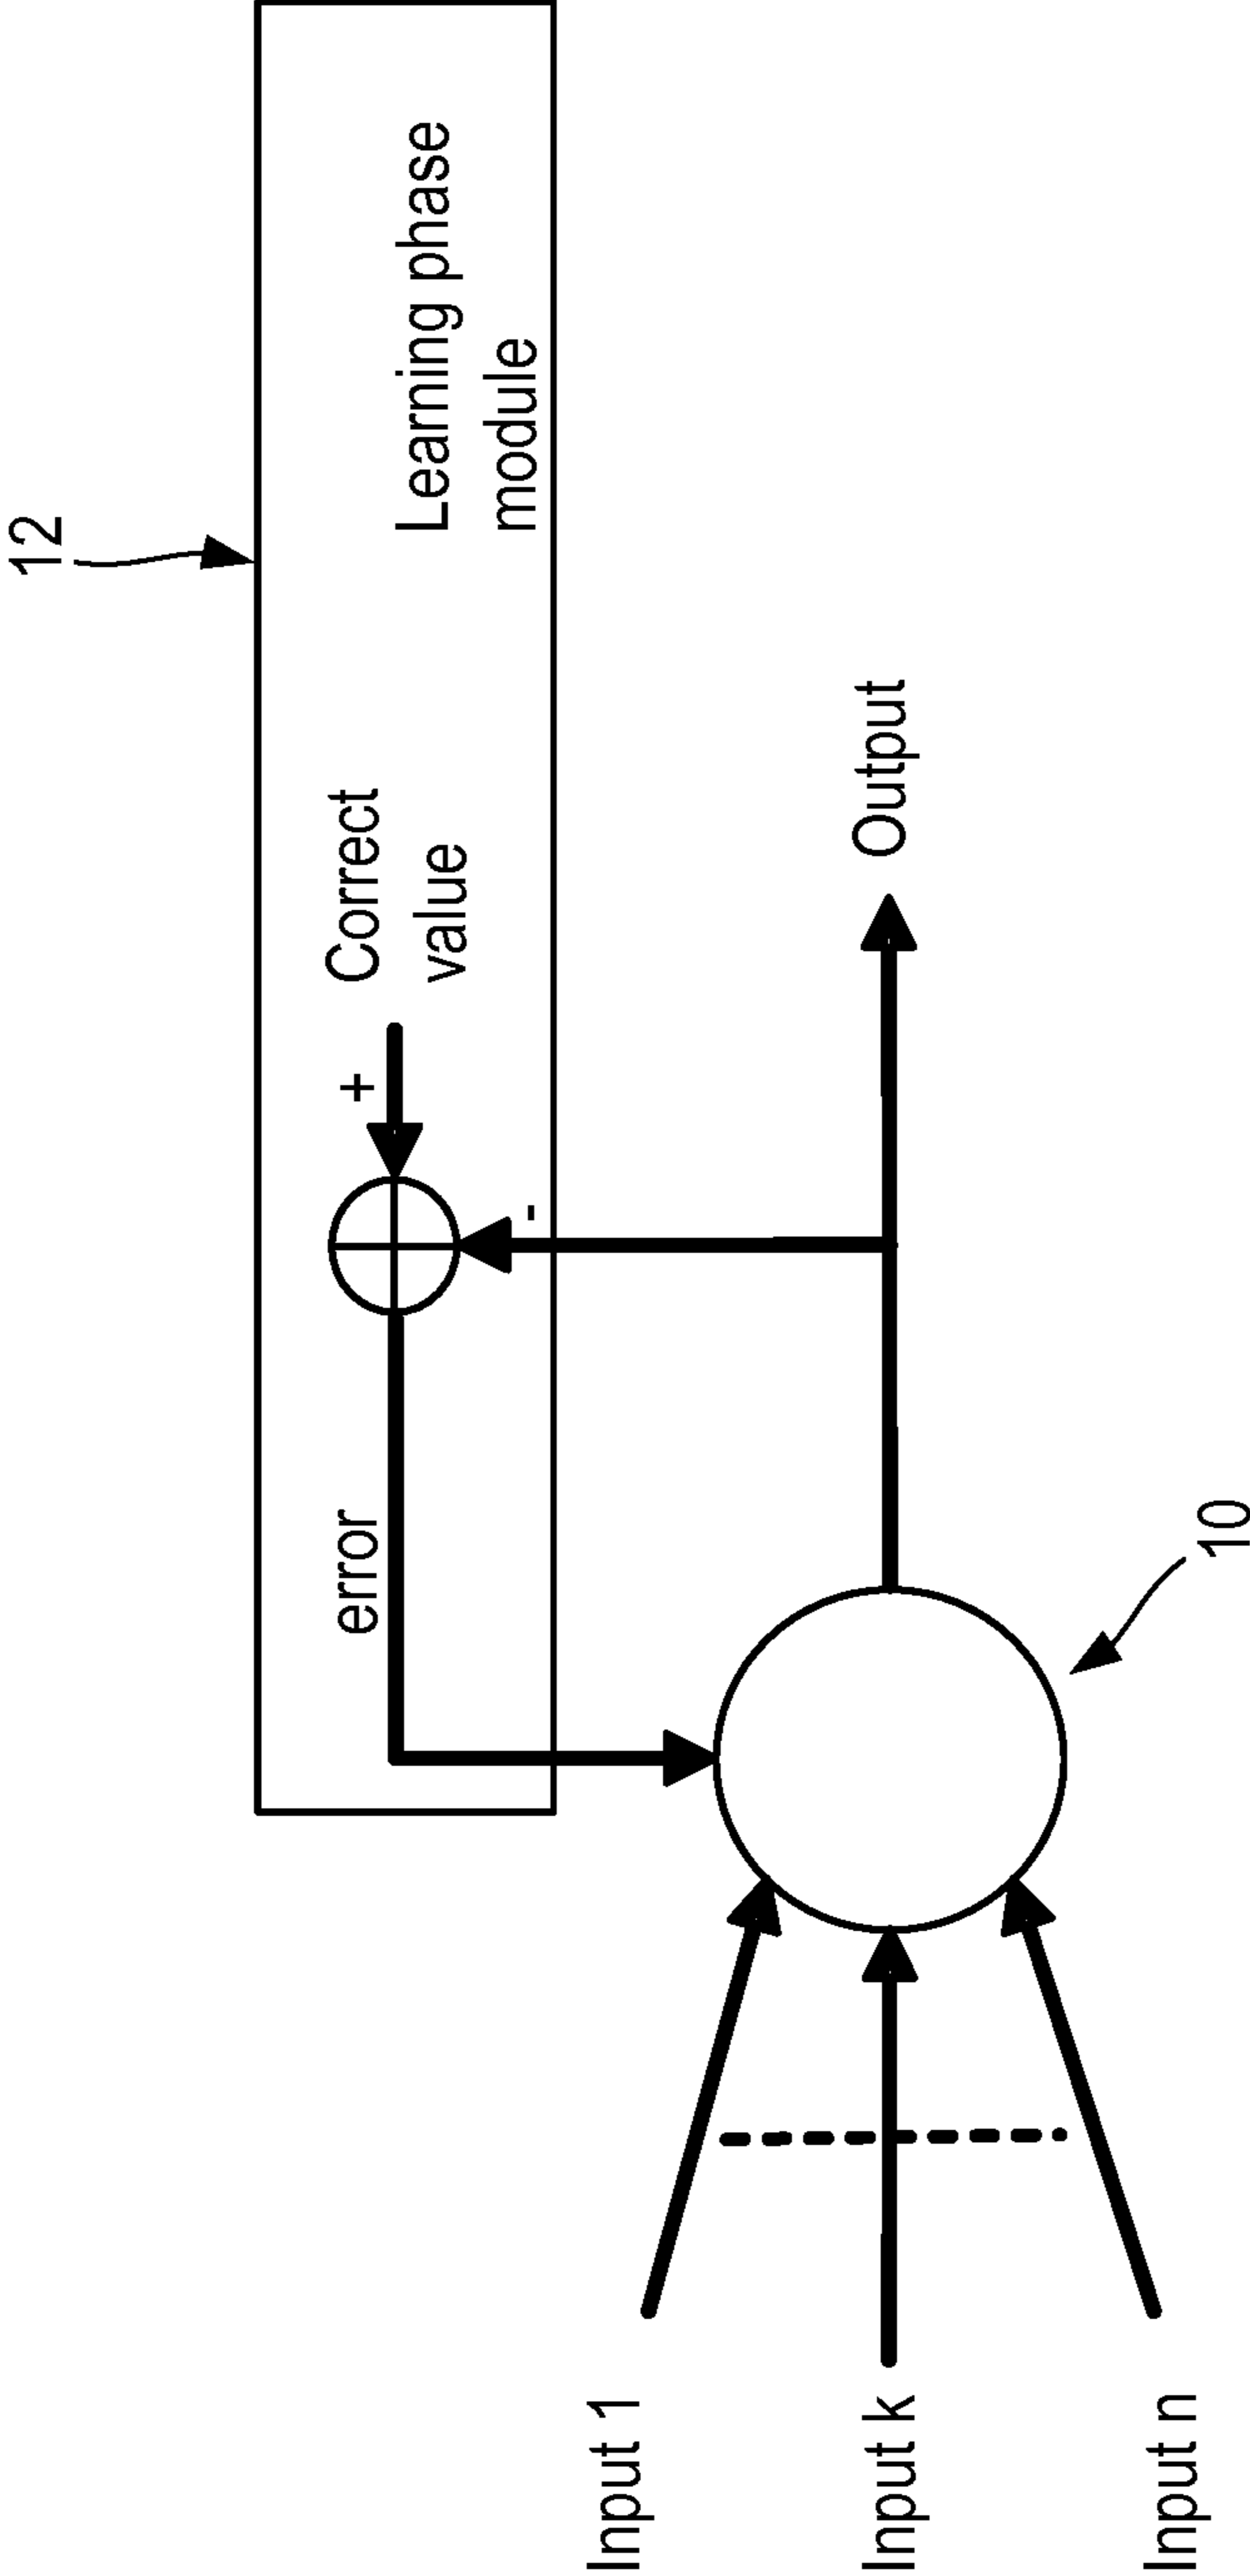 12
Learning phase
module
Correct
value
+
-
error
Output
10
Input 1
Input k
Input n